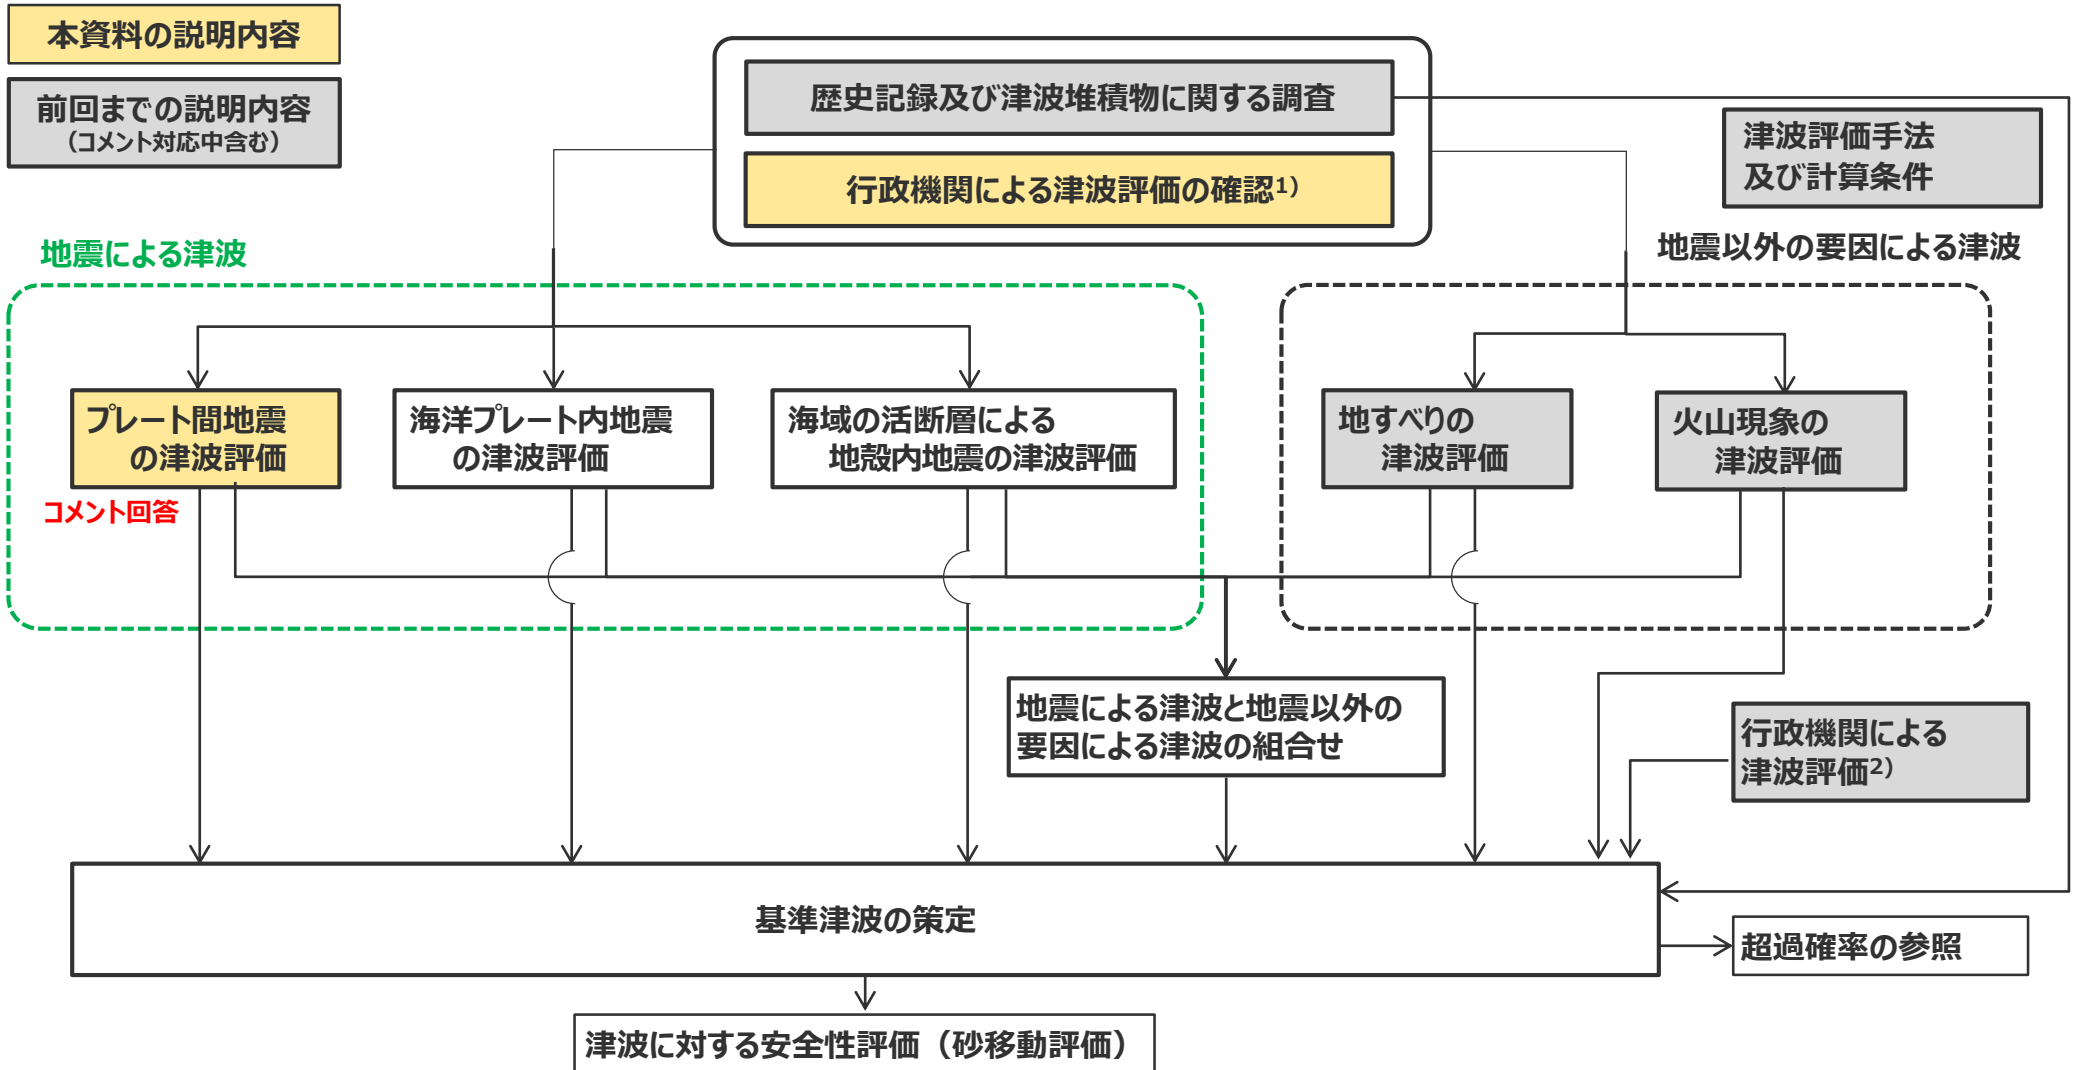 本資料の説明内容
前回までの説明内容
（コメント対応中含む）
歴史記録及び津波堆積物に関する調査
行政機関による津波評価の確認1）
津波評価手法
及び計算条件
地震による津波
地震以外の要因による津波
プレート間地震
の津波評価
海洋プレート内地震
の津波評価
海域の活断層による
地殻内地震の津波評価
地すべりの
津波評価
火山現象の
津波評価
コメント回答
地震による津波と地震以外の
要因による津波の組合せ
行政機関による
津波評価2）
基準津波の策定
超過確率の参照
津波に対する安全性評価（砂移動評価）